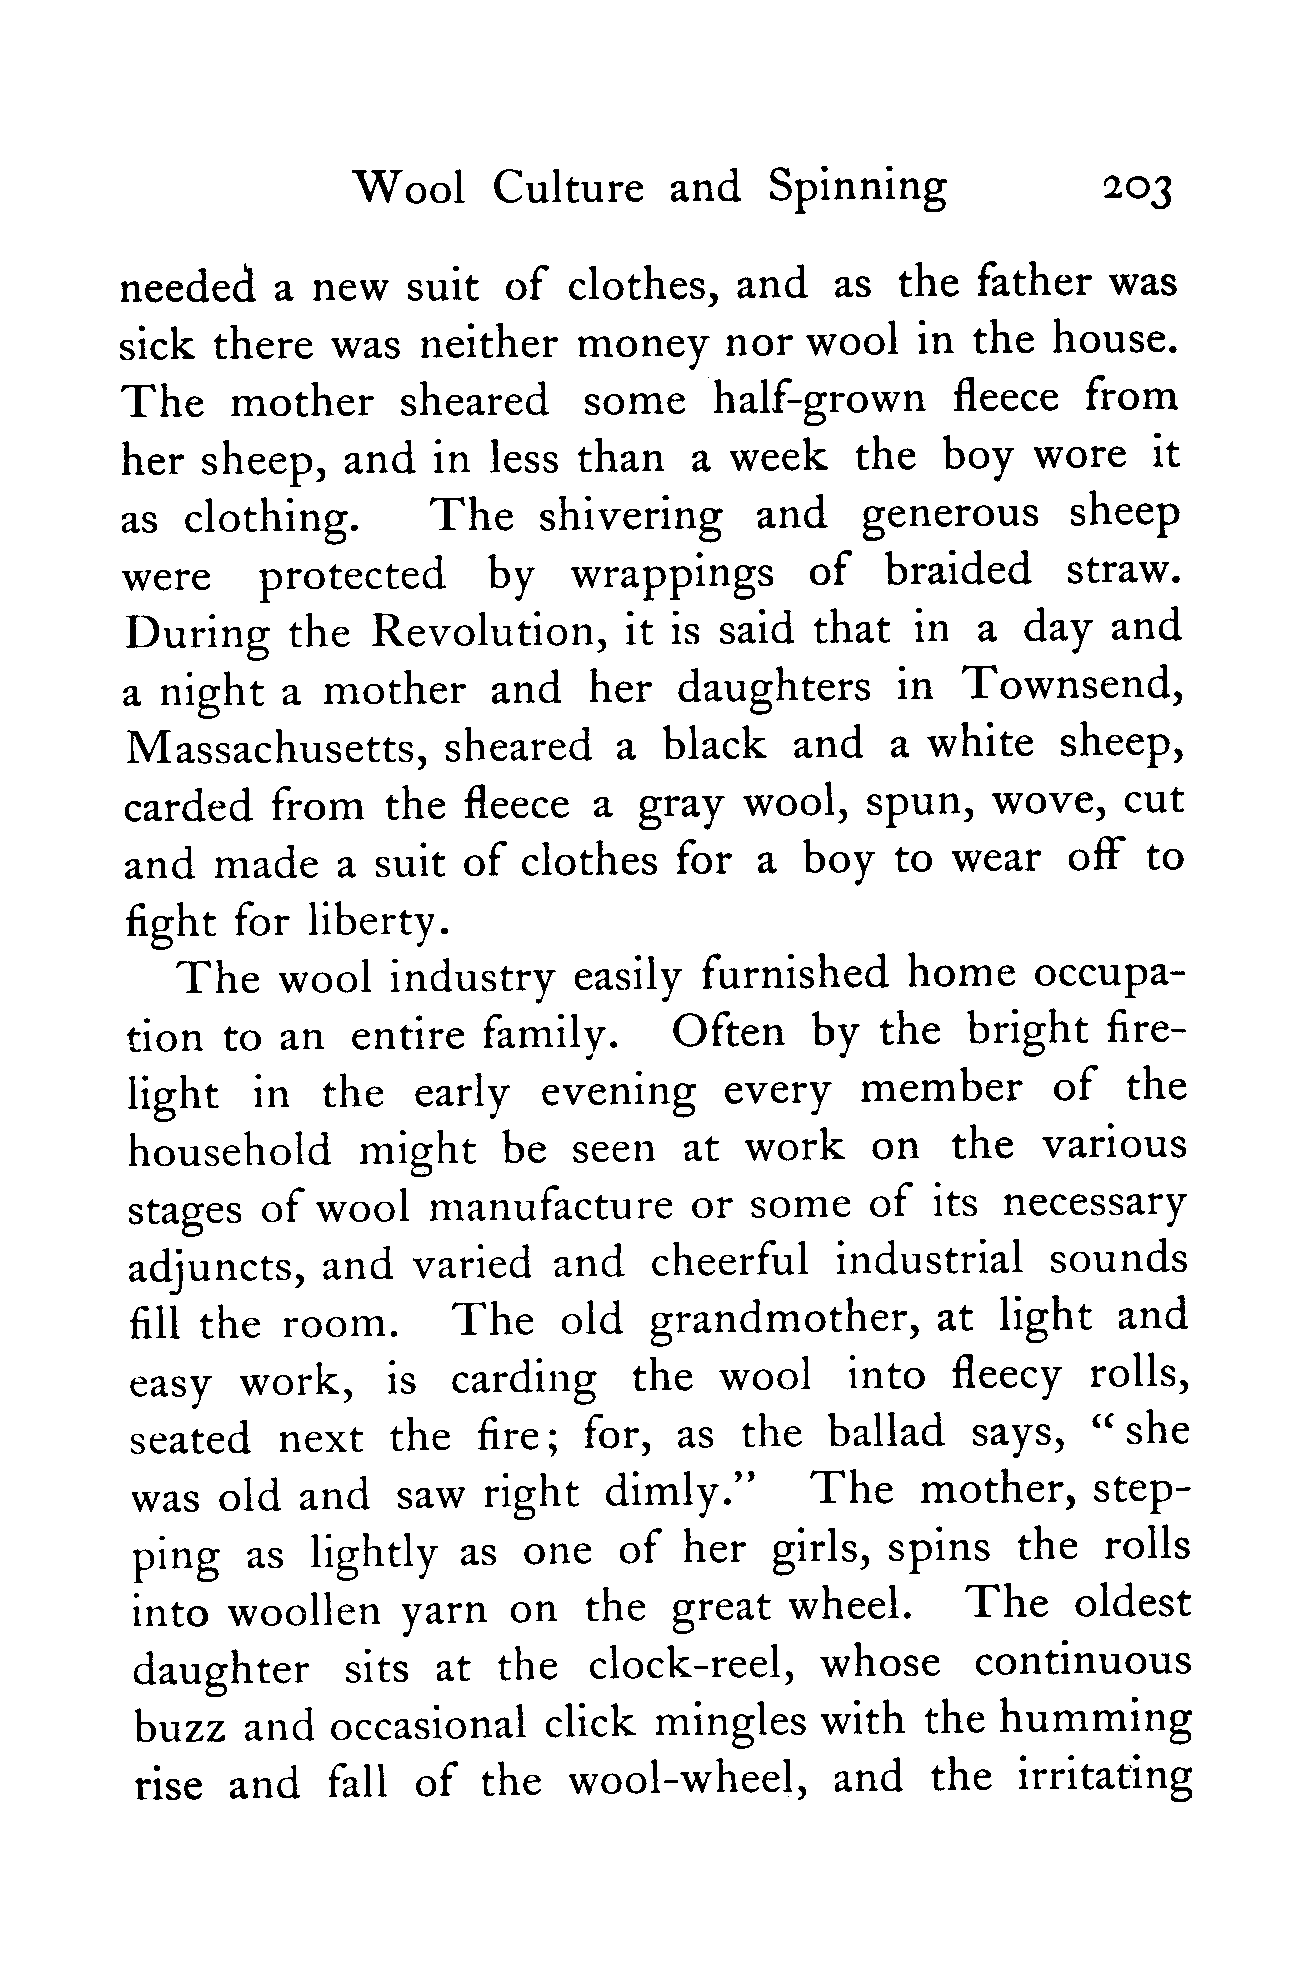 Wool Culture and Spinning 203
needed a new suit of clothes, and as the father was
sick there was neither money nor wool in the house.
The mother sheared some half-grown fleece from
her sheep, and in less than a week the boy wore it
as clothing. The shivering and generous sheep
were protected by wrappings of braided straw.
During the Revolution, it is said that in a day and
a night a mother and her daughters in Townsend,
Massachusetts, sheared a black and a white sheep,
carded from the fleece a gray wool, spun, wove, cut
and made a suit of clothes for a boy to wear off to
fight for liberty.
The wool industry easily furnished home occupa-
tion to an entire family. Often by the bright fire-
light in the early evening every member of the
household might be seen at work on the various
stages of wool manufacture or some of its necessary
adjuncts, and varied and cheerful industrial sounds
fill the room. The old grandmother, at light and
easy work, is carding the wool into fleecy rolls,
seated next the fire; for, as the ballad says, “she
was old and saw right dimly.” The mother, step-
ping as lightly as one of her girls, spins the rolls
into woollen yarn on the great wheel. The oldest
daughter sits at the clock-reel, whose continuous
buzz and occasional click mingles with the humming
rise and fall of the wool-wheel, and the irritating